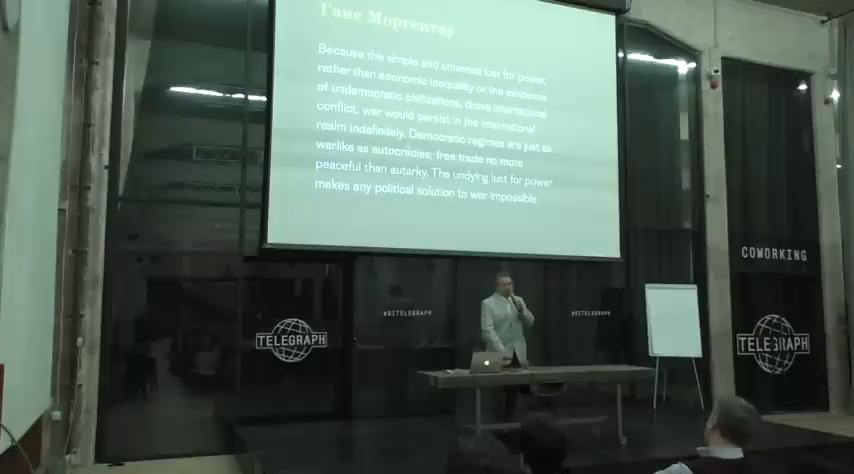 Ганс Моргентау
Because the simple and universal lust for power,
rather than economic inequality or the existence
of undemocratic civilizations, drove international
conflict, war would persist in the international
realm indefinitely. Democratic regimes are just as
warlike as autocracies; free trade no more
peaceful than autarky. The undying lust for power
makes any political solution to war impossible
COWORKING
#DITELEGRAPH
#DITELEGRAPH
TELEGRAPH
TELEGRAPH